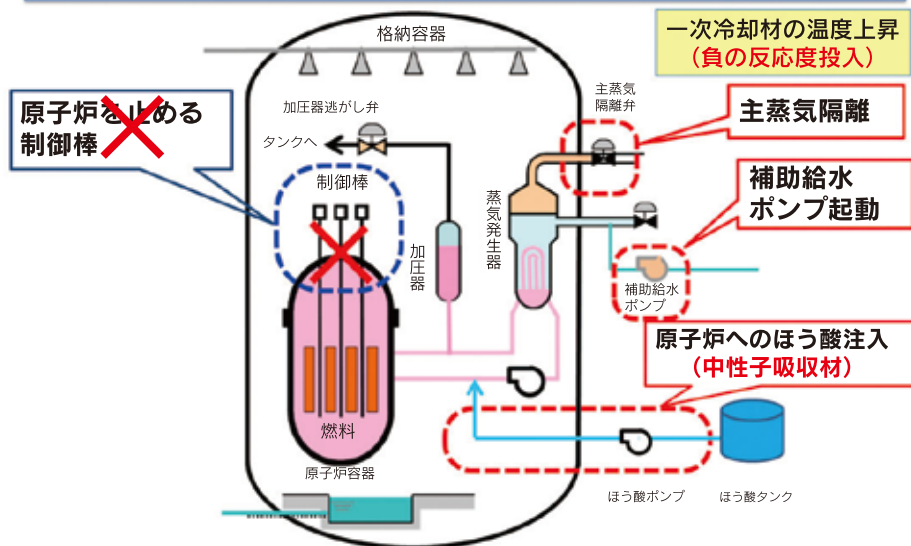 格納容器
一次冷却材の温度上昇
（負の反応度投入）
原子炉を止める
制御棒
加圧器逃がし弁
タンクへ
主蒸気
隔離弁
主蒸気隔離
制御棒
加圧器
蒸気発生器
補助給水
ポンプ起動
補助給水
ポンプ
原子炉へのほう酸注入
（中性子吸収材）
燃料
原子炉容器
ほう酸ポンプ
ほう酸タンク